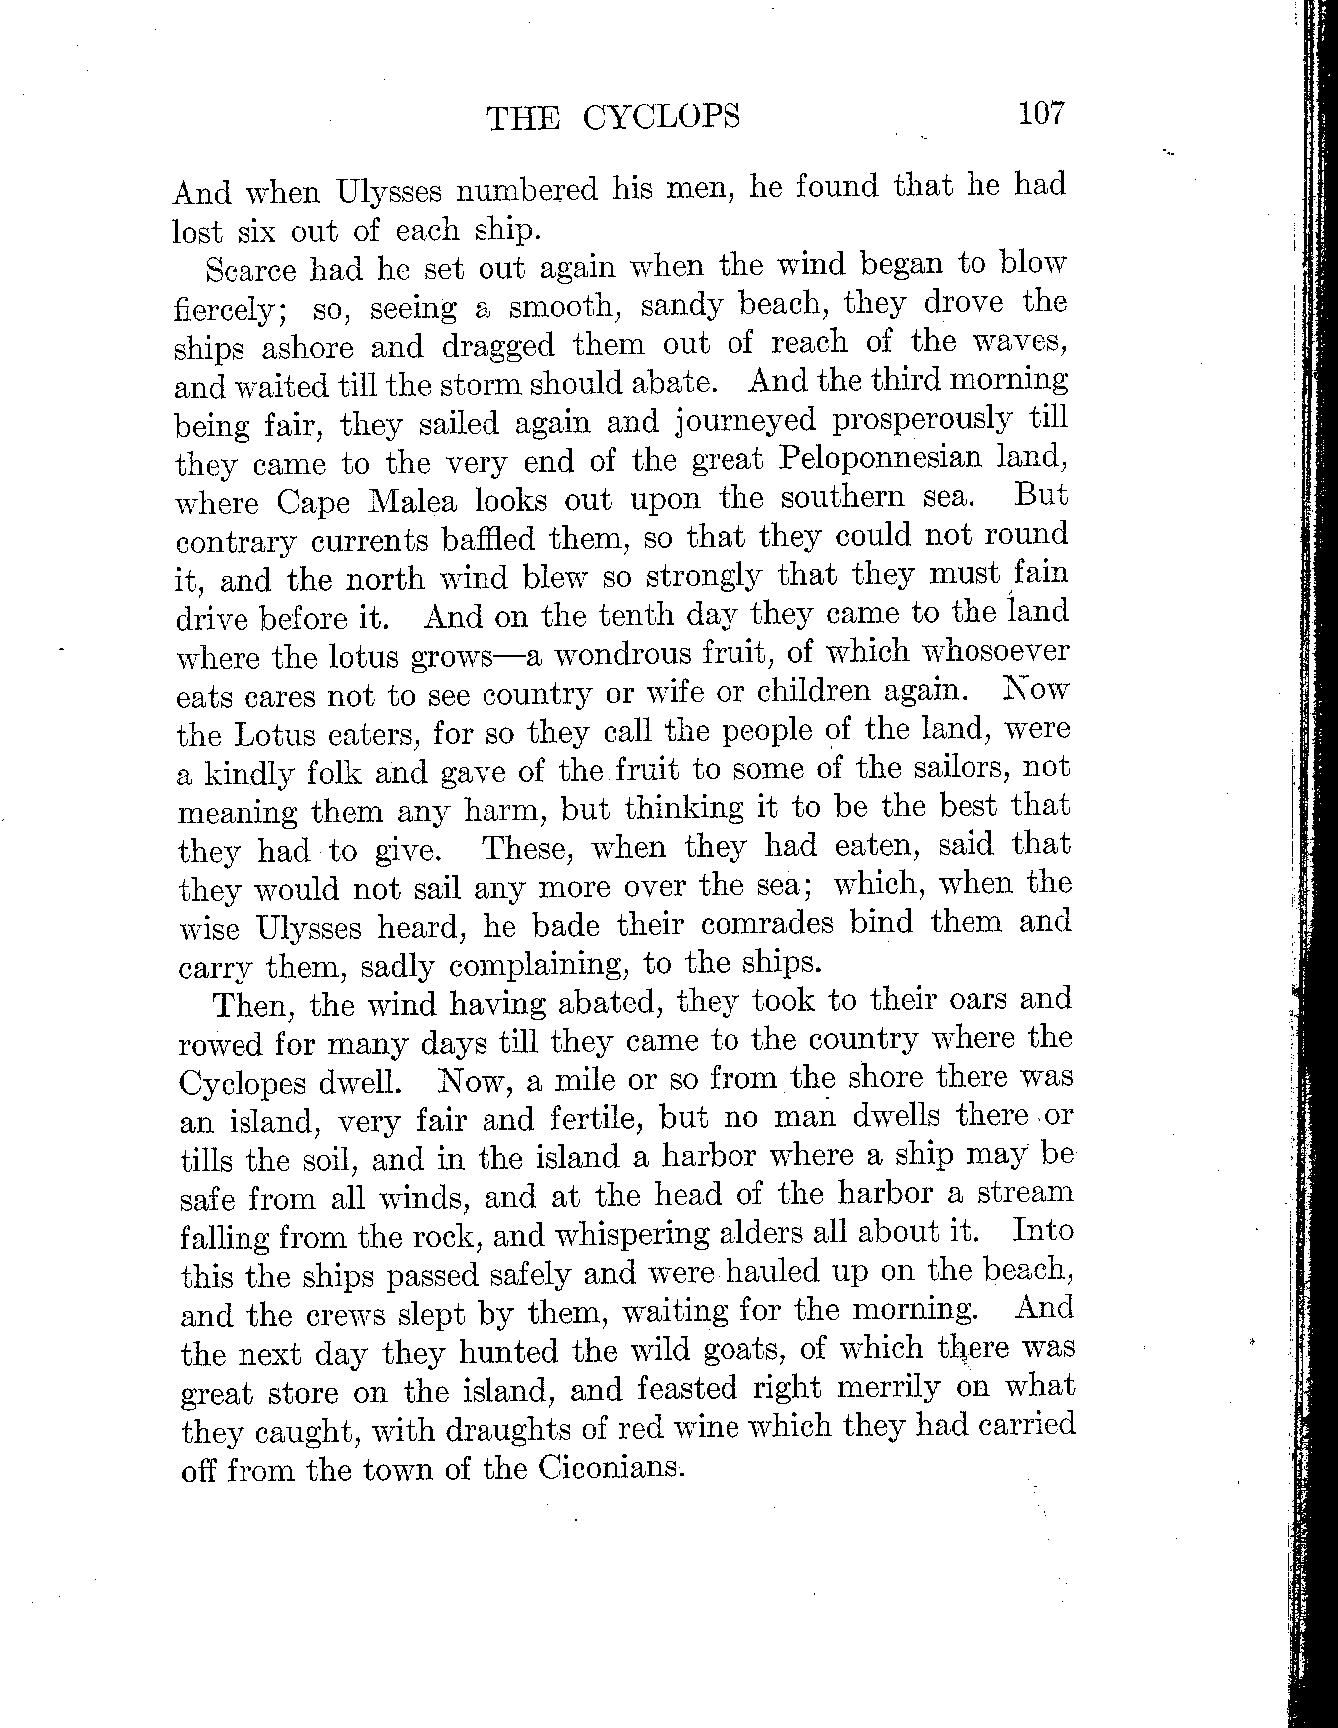 THE CYCLOPS 107
And when Ulysses numbered his men, he found that he had
lost six out of each ship.
Scarce had he set out again when the wind began to blow
fiercely; so, seeing a smooth, sandy beach, they drove the
ships ashore and dragged them out of reach of the waves,
and waited till the storm should abate. And the third morning
being fair, they sailed again and journeyed prosperously till
they came to the very end of the great Peloponnesian land,
where Cape Malea looks out upon the southern sea. But
contrary currents baffled them, so that they could not round
it, and the north wind blew so strongly that they must fain
drive before it. And on the tenth day they came to the land
where the lotus grows—a wondrous fruit, of which whosoever
eats cares not to see country or wife or children again. Now
the Lotus eaters, for so they call the people of the land, were
a kindly folk and gave of the fruit to some of the sailors, not
meaning them any harm, but thinking it to be the best that
they had to give. These, when they had eaten, said that
they would not sail any more over the sea; which, when the
wise Ulysses heard, he bade their comrades bind them and
carry them, sadly complaining, to the ships.
Then, the wind having abated, they took to their oars and
rowed for many days till they came to the country where the
Cyclopes dwell. Now, a mile or so from the shore there was
an island, very fair and fertile, but no man dwells there or
tills the soil, and in the island a harbor where a ship may be
safe from all winds, and at the head of the harbor a stream
falling from the rock, and whispering alders all about it. Into
this the ships passed safely and were hauled up on the beach,
and the crews slept by them, waiting for the morning. And
the next day they hunted the wild goats, of which there was
great store on the island, and feasted right merrily on what
they caught, with draughts of red wine which they had carried
off from the town of the Ciconians.